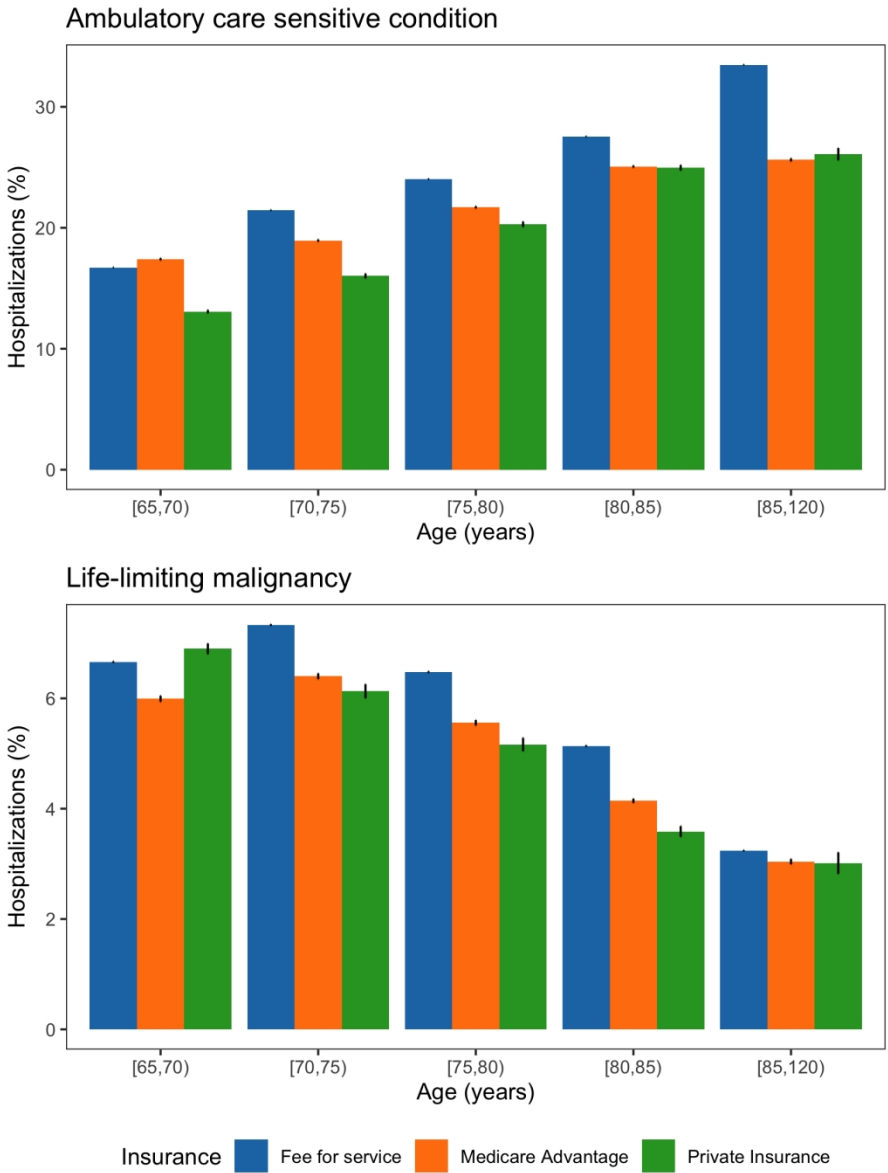 Ambulatory care sensitive condition
Hospitalizations (%)
30
20
10
0
[65,70)
[70,75)
[75,80)
[80,85)
[85,120)
Age (years)
Life-limiting malignancy
Hospitalizations (%)
6
4
2
0
[65,70)
[70,75)
[75,80)
[80,85)
[85,120)
Age (years)
Insurance Fee for service Medicare Advantage Private Insurance